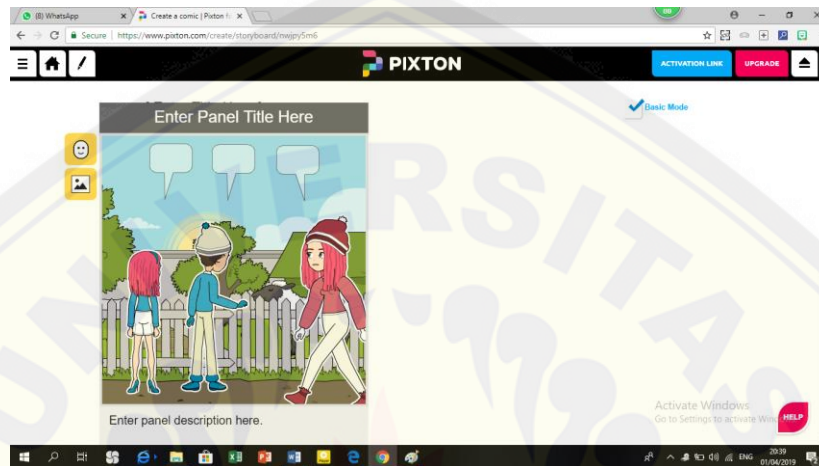 (8) WhatsApp
Create a comic | Pixton
Secure
https://www.pixton.com/create/storyboard/nwjpy5m6
PIXTON
ACTIVATION LINK
UPGRADE
Enter Panel Title Here
Basic Mode
Enter panel description here.
Activate Windows
Go to Settings to activate
HELP
ENG
20:39
01/04/2019
UNIVERSITAS